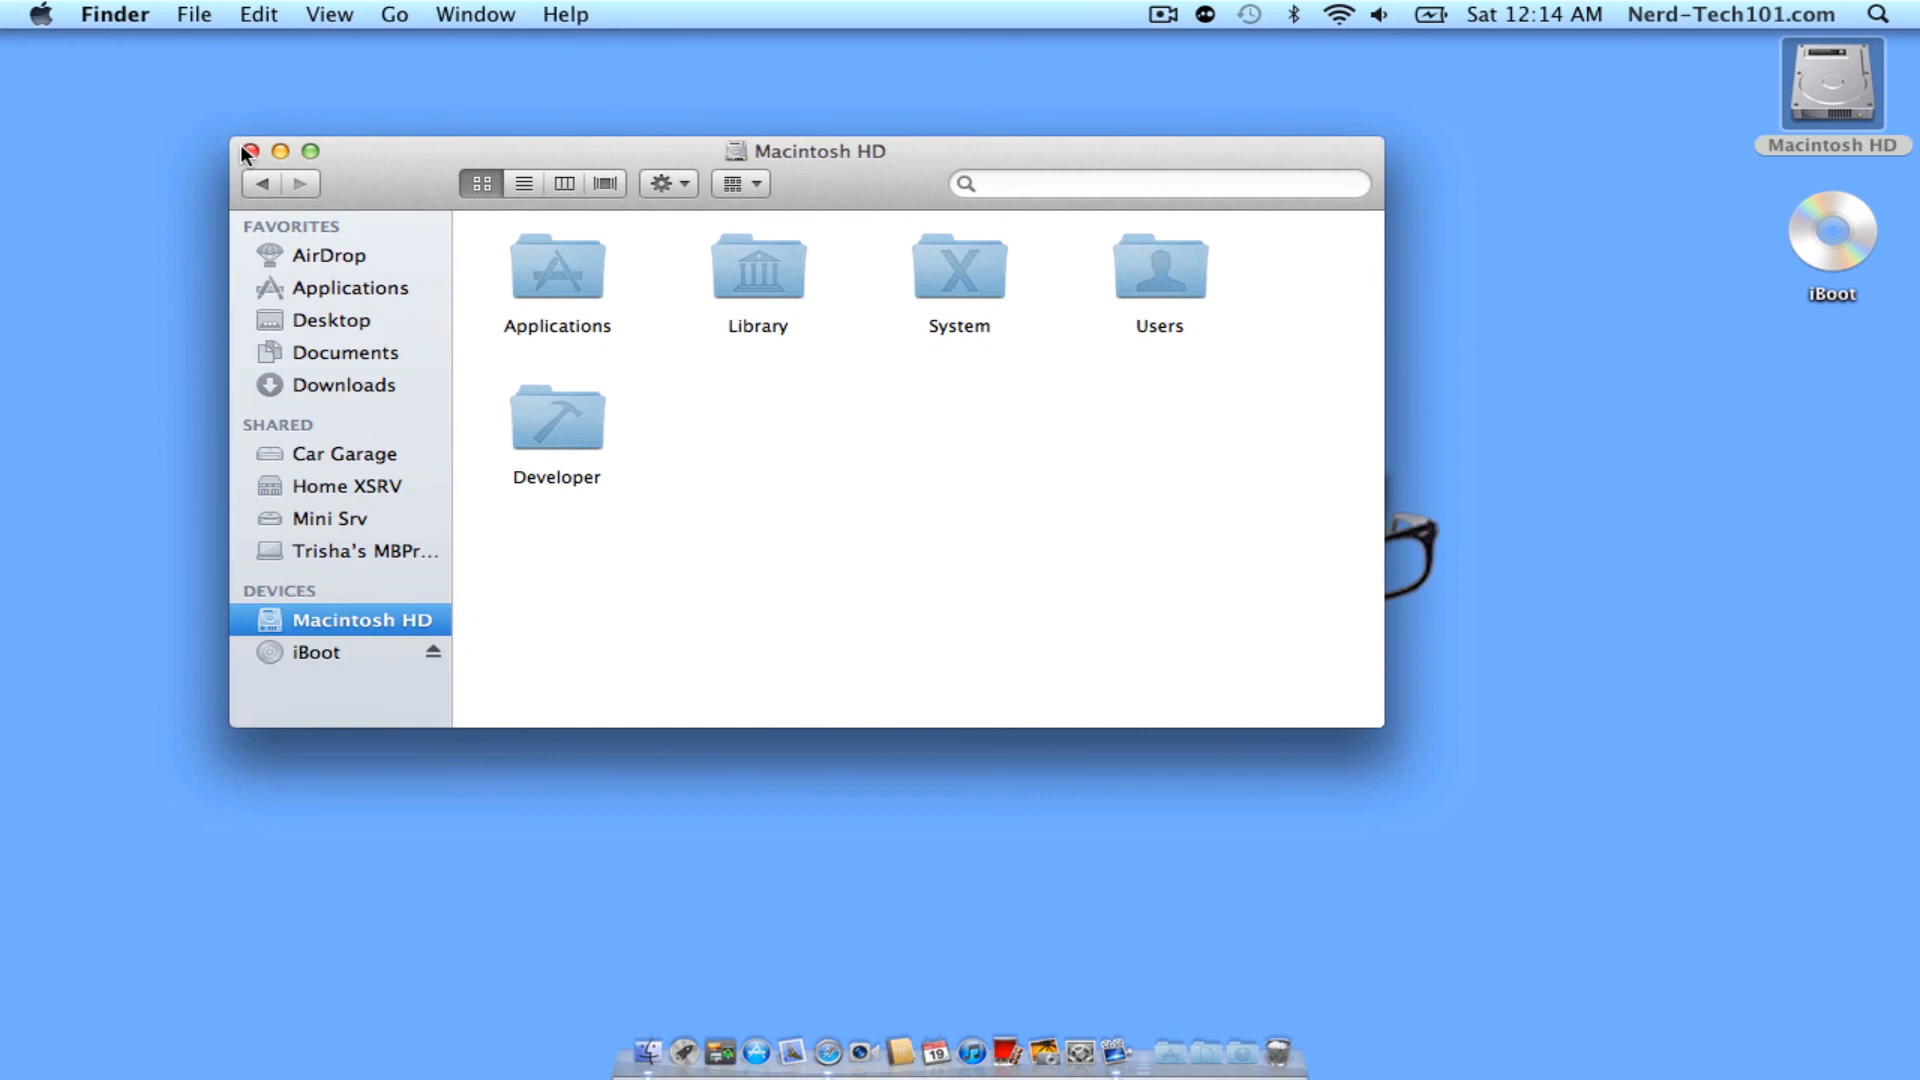 Finder File Edit View Go Window Help Sat 12:14 AM Nerd-Tech101.com
Macintosh HD
Macintosh HD
iBoot
FAVORITES
AirDrop
Applications
Desktop
Documents
Downloads
SHARED
Car Garage
Home XSRV
Mini Srv
Trisha's MBPr...
DEVICES
Macintosh HD
iBoot
Applications Library System Users
Developer
19